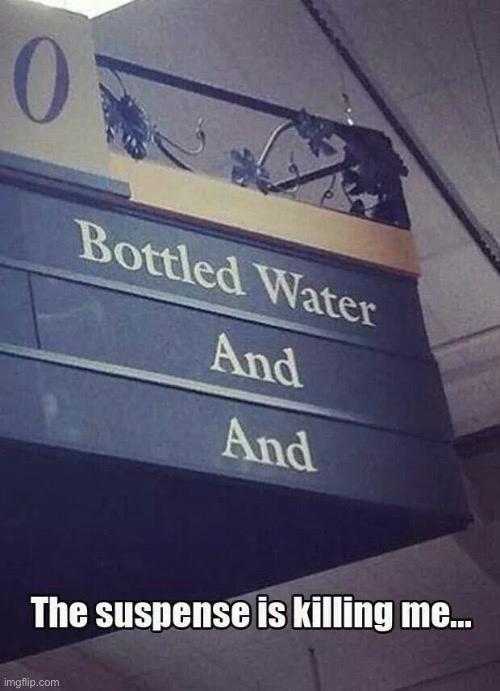 0
Bottled Water
And
And
The suspense is killing me...
imgflip.com